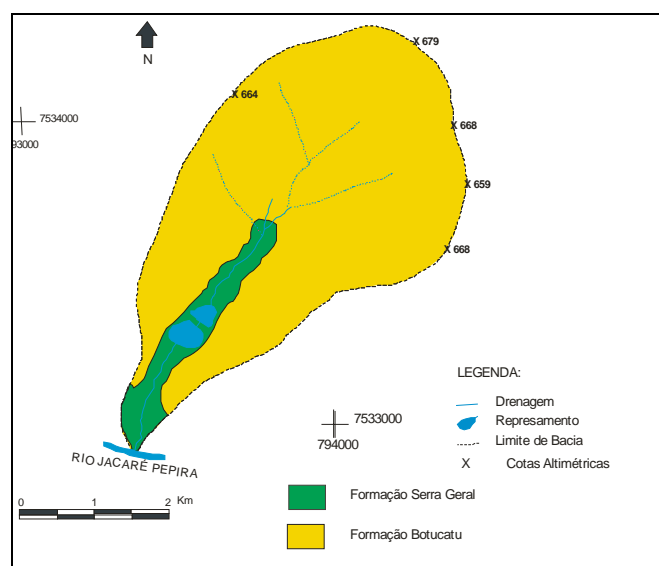 X 679
N
X 664
7534000
93000
X 668
X 659
X 668
LEGENDA:
Drenagem
Represamento
Limite de Bacia
X Cotas Altimétricas
7533000
794000
RIO JACARÉ PEPIRA
0 1 2 Km
Formação Serra Geral
Formação Botucatu